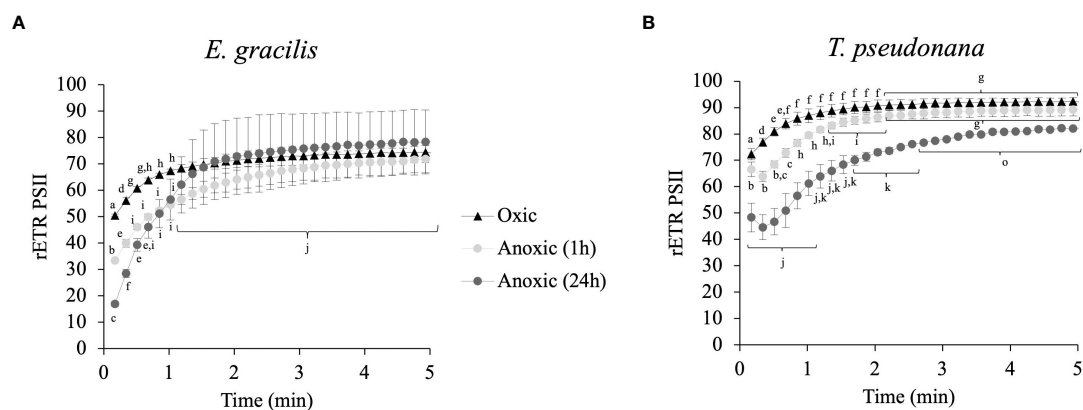 A
E. gracilis
rETR PSII
100
90
80
70
60
50
40
30
20
10
0
a d g g,h h h
b e i i i i
c f e e,i i i
j
0 1 2 3 4 5
Time (min)
Oxic
Anoxic (1h)
Anoxic (24h)
B
T. pseudonana
rETR PSII
100
90
80
70
60
50
40
30
20
10
0
a d e e,f f f f f f f f g
b b b,c c h h h,i i g
j j,k j,k j,k k o
0 1 2 3 4 5
Time (min)